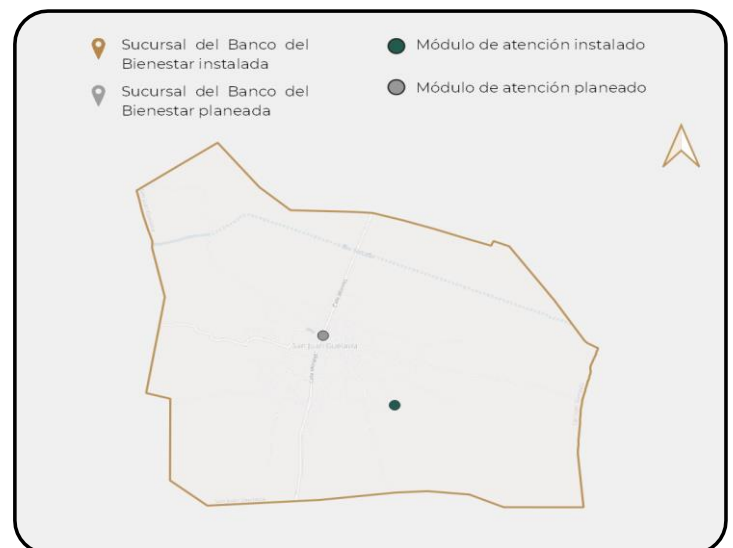 Sucursal del Banco del
Bienestar instalada
Sucursal del Banco del
Bienestar planeada
Módulo de atención instalado
Módulo de atención planeado